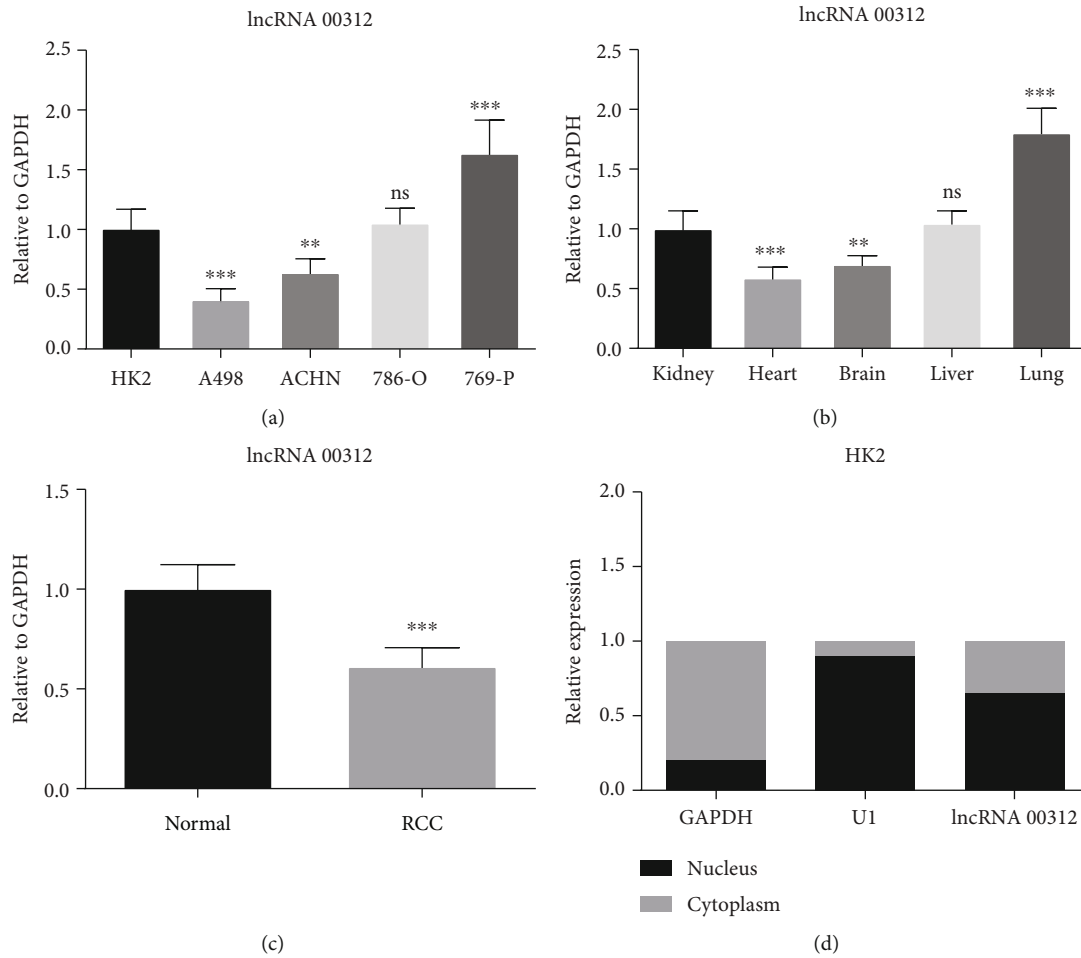 lncRNA 00312
Relative to GAPDH
2.5
2.0
1.5
1.0
0.5
0.0
***
**
ns
***
HK2 A498 ACHN 786-O 769-P
(a)
lncRNA 00312
Relative to GAPDH
2.5
2.0
1.5
1.0
0.5
0.0
***
**
ns
***
Kidney Heart Brain Liver Lung
(b)
lncRNA 00312
Relative to GAPDH
1.5
1.0
0.5
0.0
***
Normal RCC
(c)
HK2
Relative expression
2.0
1.5
1.0
0.5
0.0
GAPDH U1 lncRNA 00312
Nucleus
Cytoplasm
(d)